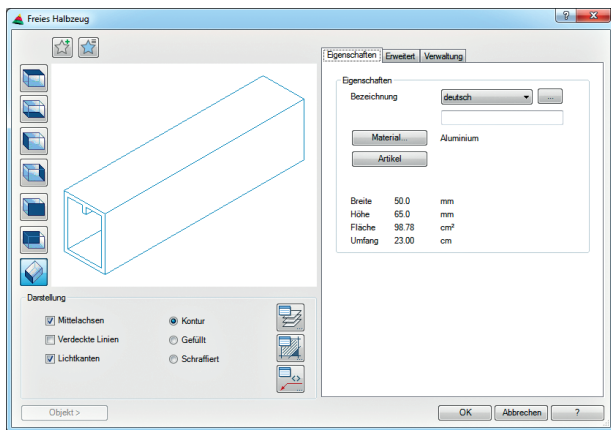 Freies Halbzeug
?
Eigenschaften Erweitert Verwaltung
Eigenschaften
Bezeichnung deutsch ...
Material... Aluminium
Artikel
Breite 50.0 mm
Höhe 65.0 mm
Fläche 98.78 cm²
Umfang 23.00 cm
Darstellung
Mittelachsen Kontur
Verdeckte Linien Gefüllt
Lichtkanten Schraffiert
Objekt > OK Abbrechen ?